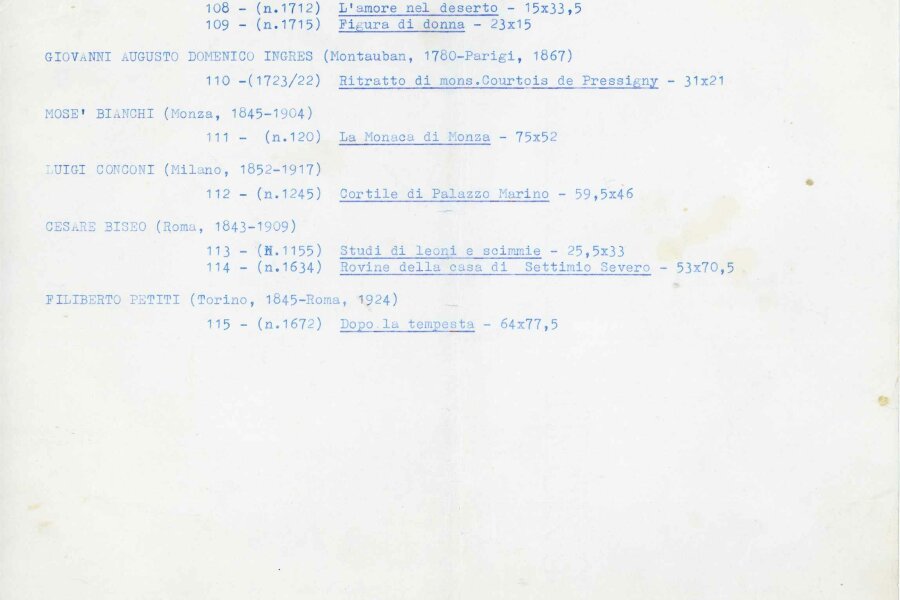 108 - (n.1712) L'amore nel deserto - 15x33,5
109 - (n.1715) Figura di donna - 23x15
GIOVANNI AUGUSTO DOMENICO INGRES (Montauban, 1780-Parigi, 1867)
110 -(1723/22) Ritratto di mons.Courtois de Pressigny - 31x21
MOSE' BIANCHI (Monza, 1845-1904)
111 - (n.120) La Monaca di Monza - 75x52
LUIGI CONCONI (Milano, 1852-1917)
112 - (n.1245) Cortile di Palazzo Marino - 59,5x46
CESARE BISEO (Roma, 1843-1909)
113 - (N.1155) Studi di leoni e scimmie - 25,5x33
114 - (n.1634) Rovine della casa di Settimio Severo - 53x70,5
FILIBERTO PETITI (Torino, 1845-Roma, 1924)
115 - (n.1672) Dopo la tempesta - 64x77,5